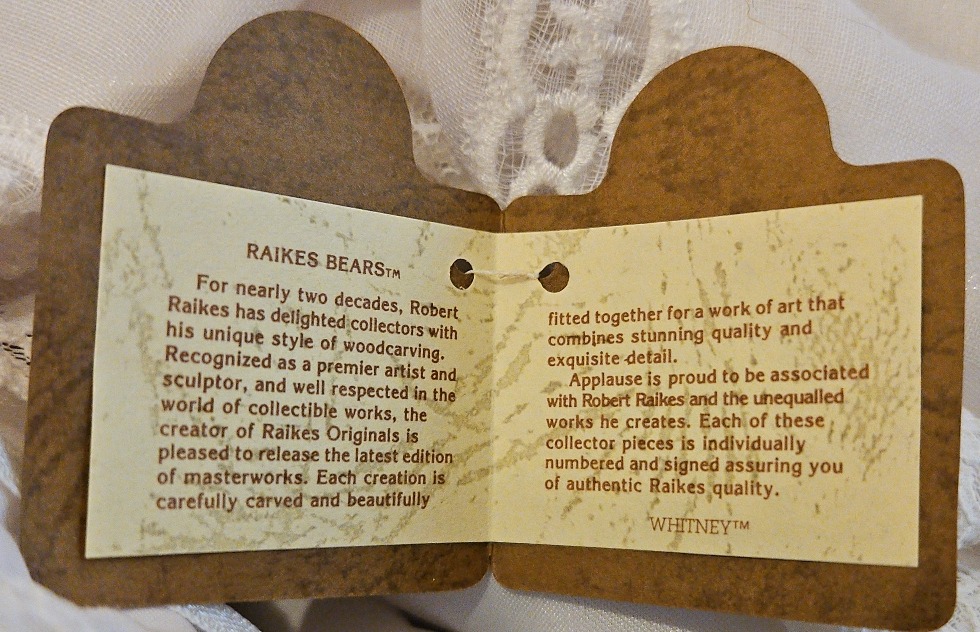 RAIKES BEARS™
For nearly two decades, Robert
Raikes has delighted collectors with
his unique style of woodcarving.
Recognized as a premier artist and
sculptor, and well respected in the
world of collectible works, the
creator of Raikes Originals is
pleased to release the latest edition
of masterworks. Each creation is
carefully carved and beautifully
fitted together for a work of art that
combines stunning quality and
exquisite detail.
Applause is proud to be associated
with Robert Raikes and the unequalled
works he creates. Each of these
collector pieces is individually
numbered and signed assuring you
of authentic Raikes quality.
WHITNEY™